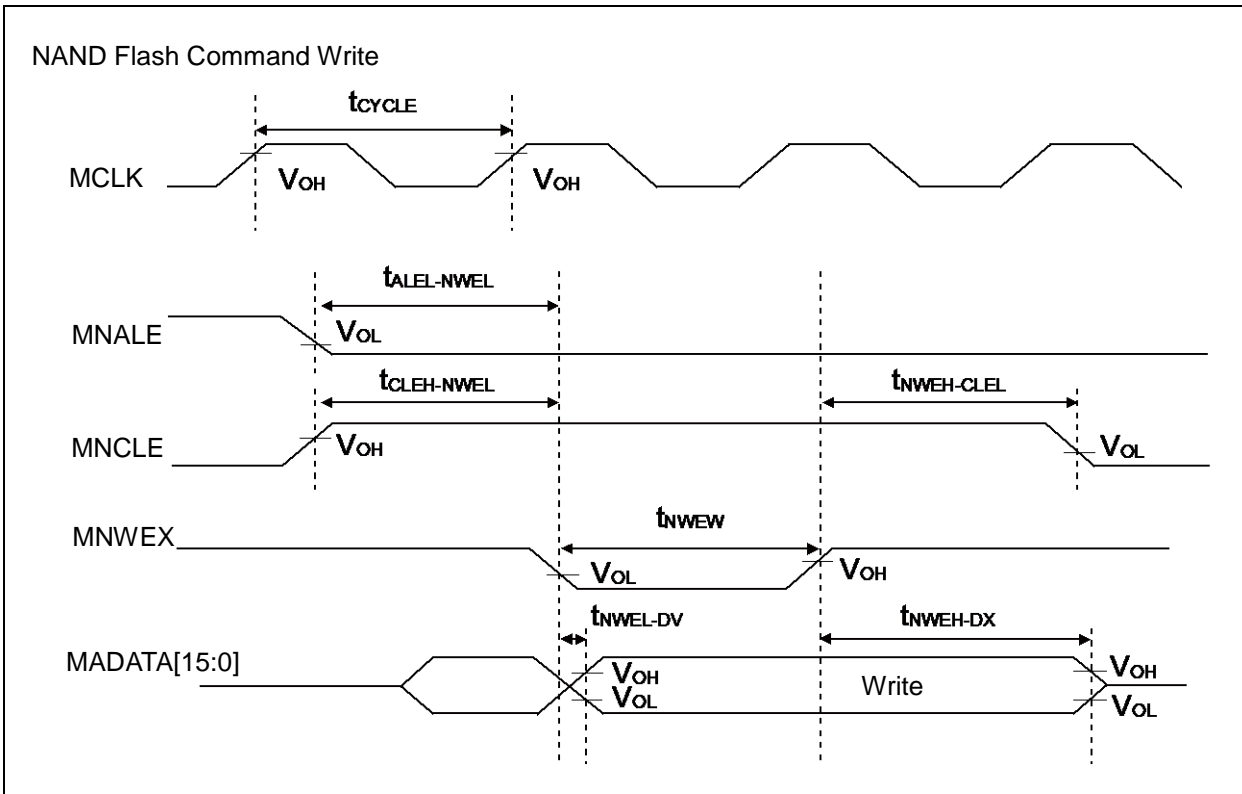 NAND Flash Command Write
tCYCLE
MCLK
VOH VOH
tALEL-NWEL
MNALE
VOL
tCLEH-NWEL tNWEH-CLEL
MNCLE
VOH VOL
MNWEX
tNWEW
VOL VOH
tNWEL-DV tNWEH-DX
MADATA[15:0]
VOH Write VOH
VOL VOL